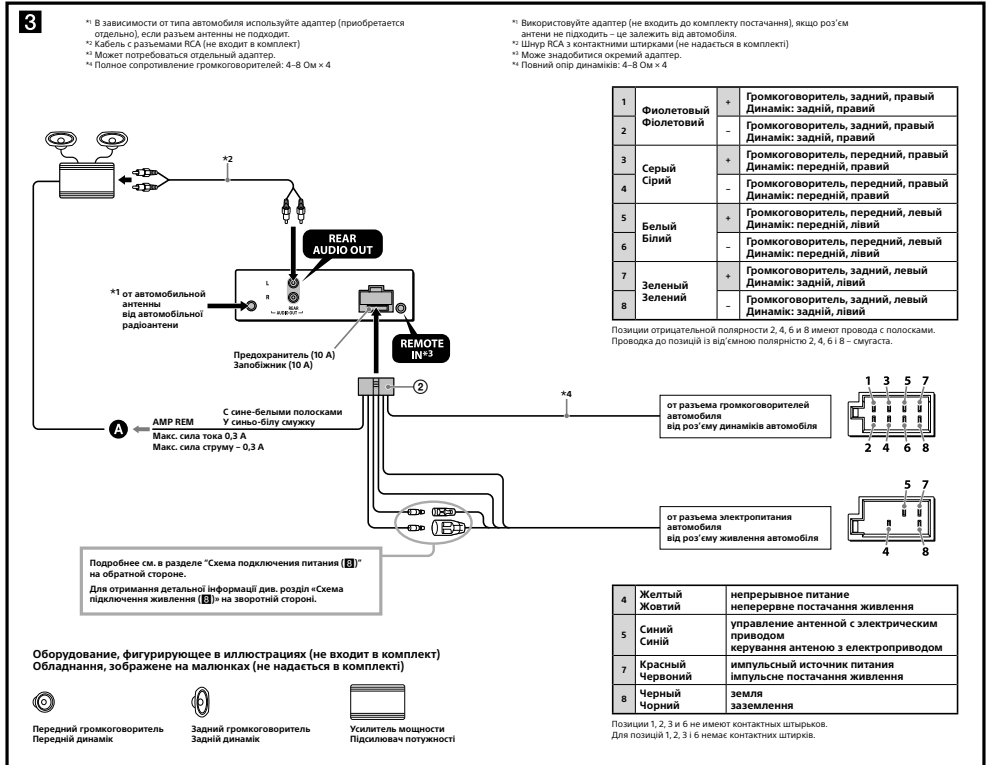 3
*1 В зависимости от типа автомобиля используйте адаптер (приобретается
отдельно), если разъем антенны не подходит.
*2 Кабель с разъемами RCA (не входит в комплект)
*3 Может потребоваться отдельный адаптер.
*4 Полное сопротивление громкоговорителей: 4–8 Ом × 4
*1 Використовуйте адаптер (не входить до комплекту постачання), якщо роз’єм
антени не підходить – це залежить від автомобіля.
*2 Шнур RCA з контактними штирками (не надається в комплекті)
*3 Може знадобитися окремий адаптер.
*4 Повний опір динаміків: 4–8 Ом × 4
*2
REAR
AUDIO OUT
L
R
REAR
AUDIO OUT
*1 от автомобильной
антенны
від автомобільної
радіоантени
Предохранитель (10 А)
Запобіжник (10 А)
REMOTE
IN*3
2
*4
A
AMP REM
С сине-белыми полосками
У синьо-білу смужку
Макс. сила тока 0,3 А
Макс. сила струму – 0,3 А
1 Фиолетовый Фіолетовий + Громкоговоритель, задний, правый
Динамік: задній, правий
2 – Громкоговоритель, задний, правый
Динамік: задній, правий
3 Серый Сірий + Громкоговоритель, передний, правый
Динамік: передній, правий
4 – Громкоговоритель, передний, правый
Динамік: передній, правий
5 Белый Білий + Громкоговоритель, передний, левый
Динамік: передній, лівий
6 – Громкоговоритель, передний, левый
Динамік: передній, лівий
7 Зеленый Зелений + Громкоговоритель, задний, левый
Динамік: задній, лівий
8 – Громкоговоритель, задний, левый
Динамік: задній, лівий
Позиции отрицательной полярности 2, 4, 6 и 8 имеют провода с полосками.
Проводка до позицій із від’ємною полярністю 2, 4, 6 і 8 – смугаста.
от разъема громкоговорителей
автомобиля
від роз’єму динаміків автомобіля
1 3 5 7
2 4 6 8
от разъема электропитания
автомобиля
від роз’єму живлення автомобіля
5 7
4 8
Подробнее см. в разделе "Схема подключения питания (8)"
на обратной стороне.
Для отримання детальної інформації див. розділ «Схема
підключення живлення (8)» на зворотній стороні.
4 Желтый непрерывное питание
Жовтий неперервне постачання живлення
5 Синий управление антенной с электрическим
приводом
Синій керування антеною з електроприводом
7 Красный импульсный источник питания
Червоний імпульсне постачання живлення
8 Черный земля
Чорний заземлення
Позиции 1, 2, 3 и 6 не имеют контактных штырьков.
Для позицій 1, 2, 3 і 6 немає контактних штирків.
Оборудование, фигурирующее в иллюстрациях (не входит в комплект)
Обладнання, зображене на малюнках (не надається в комплекті)
Передний громкоговоритель
Передній динамік
Задний громкоговоритель
Задній динамік
Усилитель мощности
Підсилювач потужності